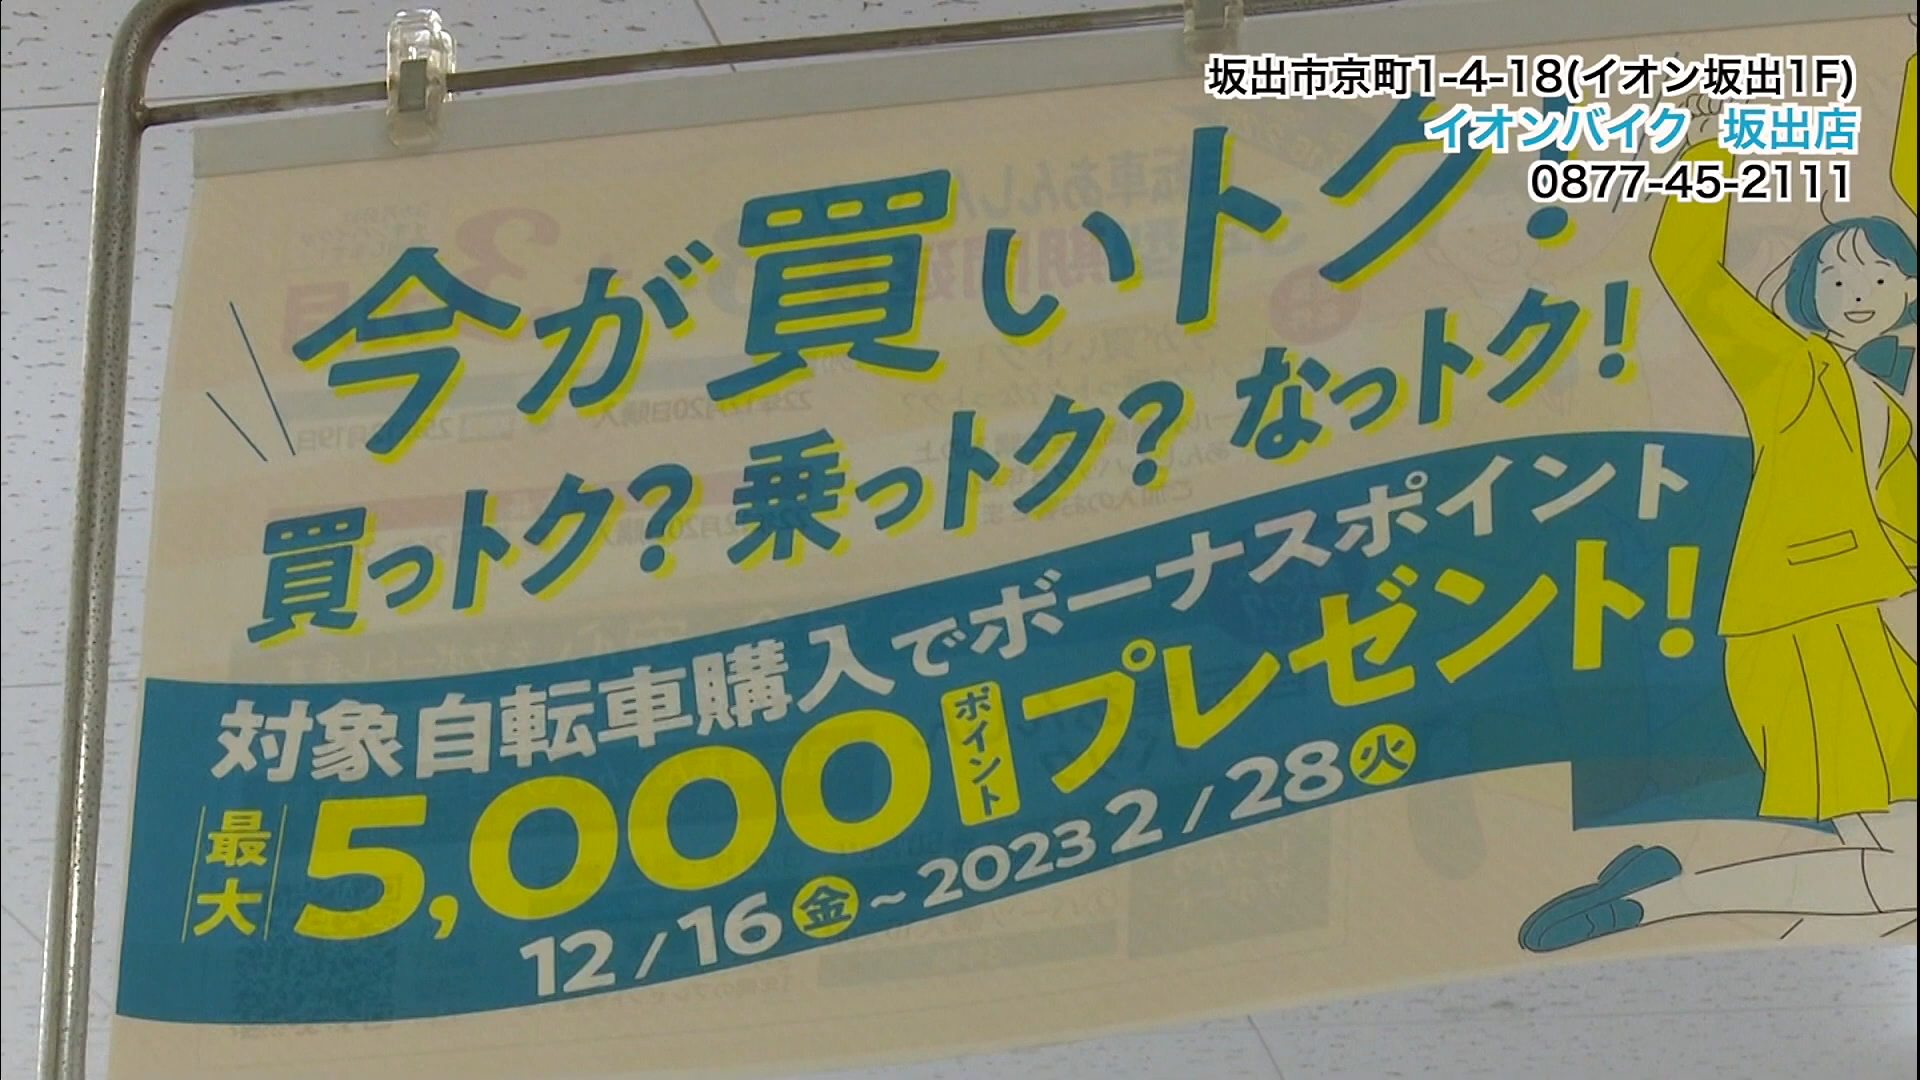 坂出市京町1-4-18(イオン坂出1F)
イオンバイク 坂出店
0877-45-2111
今が買いトク!
買っトク? 乗っトク? なっトク!
対象自転車購入でボーナスポイント
最大5,000ポイントプレゼント!
12/16金~2023 2/28火